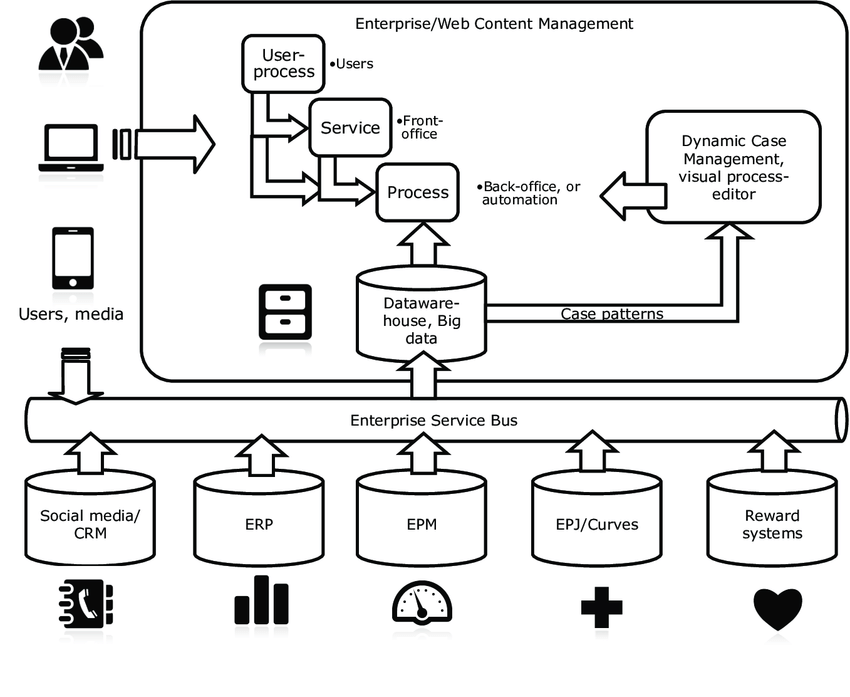 Enterprise/Web Content Management
User-
process
•Users
Service
•Front-
office
Process
•Back-office, or
automation
Dynamic Case
Management,
visual process-
editor
Users, media
Dataware-
house, Big
data
Case patterns
Enterprise Service Bus
Social media/
CRM
ERP
EPM
EPJ/Curves
Reward
systems